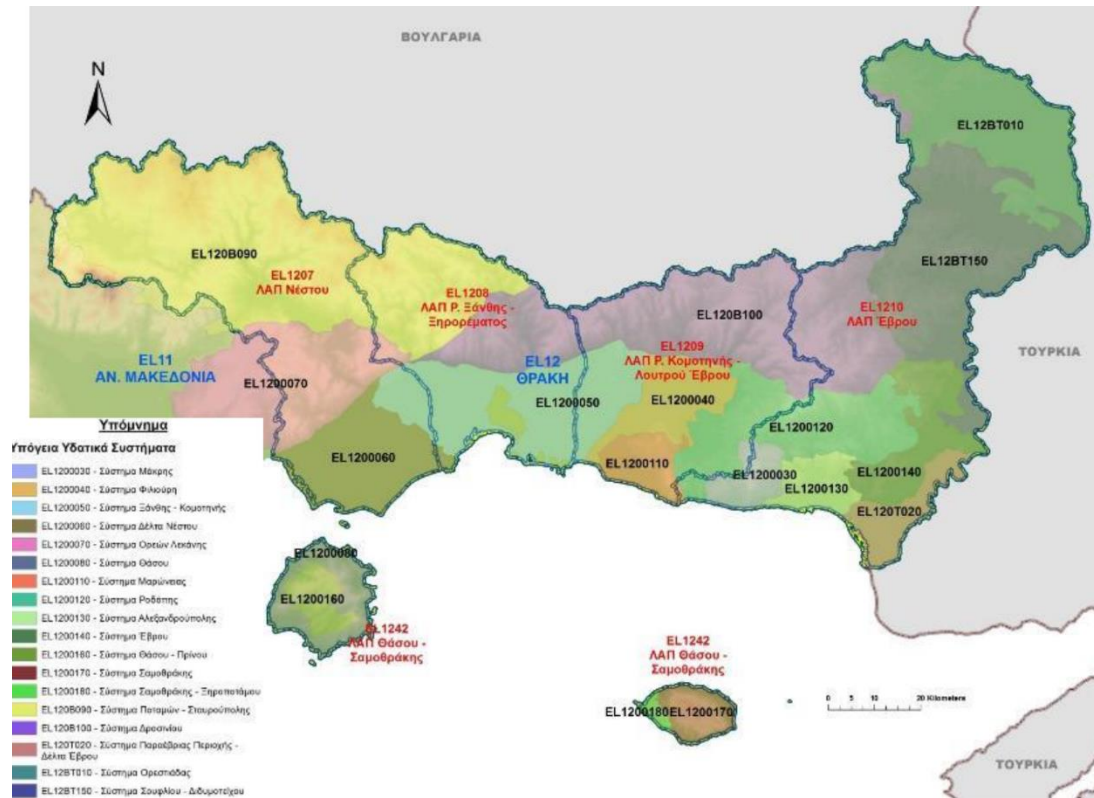 ΒΟΥΛΓΑΡΙΑ
N
EL12BT010
EL120B090
EL1207
ΛΑΠ Νέστου
EL12BT150
EL1208
ΛΑΠ Ρ. Ξάνθης -
Ξηρορέματος
EL120B100
EL1210
ΛΑΠ Έβρου
EL1209
ΛΑΠ Ρ. Κομοτηνής -
Λουτρού Έβρου
ΤΟΥΡΚΙΑ
EL11
ΑΝ. ΜΑΚΕΔΟΝΙΑ
EL12
ΘΡΑΚΗ
EL1200070
EL1200050
EL1200040
EL1200120
EL1200060
EL1200110
EL1200030
EL1200140
EL1200130
EL120T020
EL1200080
EL1200160
EL1242
ΛΑΠ Θάσου -
Σαμοθράκης
EL1242
ΛΑΠ Θάσου -
Σαμοθράκης
EL1200180
EL1200170
0 5 10 20 Kilometers
ΤΟΥΡΚΙΑ
Υπόμνημα
Υπόγεια Υδατικά Συστήματα
EL1200030 - Σύστημα Μάκρης
EL1200040 - Σύστημα Φιλιούρη
EL1200050 - Σύστημα Ξάνθης - Κομοτηνής
EL1200060 - Σύστημα Δέλτα Νέστου
EL1200070 - Σύστημα Ορεών Λεκάνης
EL1200080 - Σύστημα Θάσου
EL1200110 - Σύστημα Μαρώνειας
EL1200120 - Σύστημα Ροδόπης
EL1200130 - Σύστημα Αλεξανδρούπολης
EL1200140 - Σύστημα Έβρου
EL1200160 - Σύστημα Θάσου - Πρίνου
EL1200170 - Σύστημα Σαμοθράκης
EL1200180 - Σύστημα Σαμοθράκης - Ξηροποτάμου
EL120B090 - Σύστημα Ποταμών - Σταυρούπολης
EL120B100 - Σύστημα Δροσινίου
EL120T020 - Σύστημα Παραέβριας Περιοχής -
Δέλτα Έβρου
EL12BT010 - Σύστημα Ορεστιάδας
EL12BT150 - Σύστημα Σουφλίου - Διδυμοτείχου